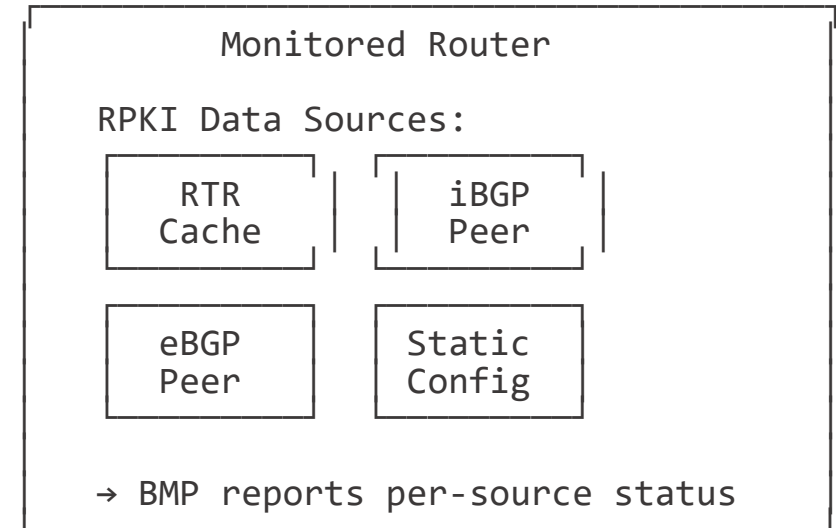 Monitored Router
RPKI Data Sources:
RTR Cache
iBGP Peer
eBGP Peer
Static Config
→ BMP reports per-source status